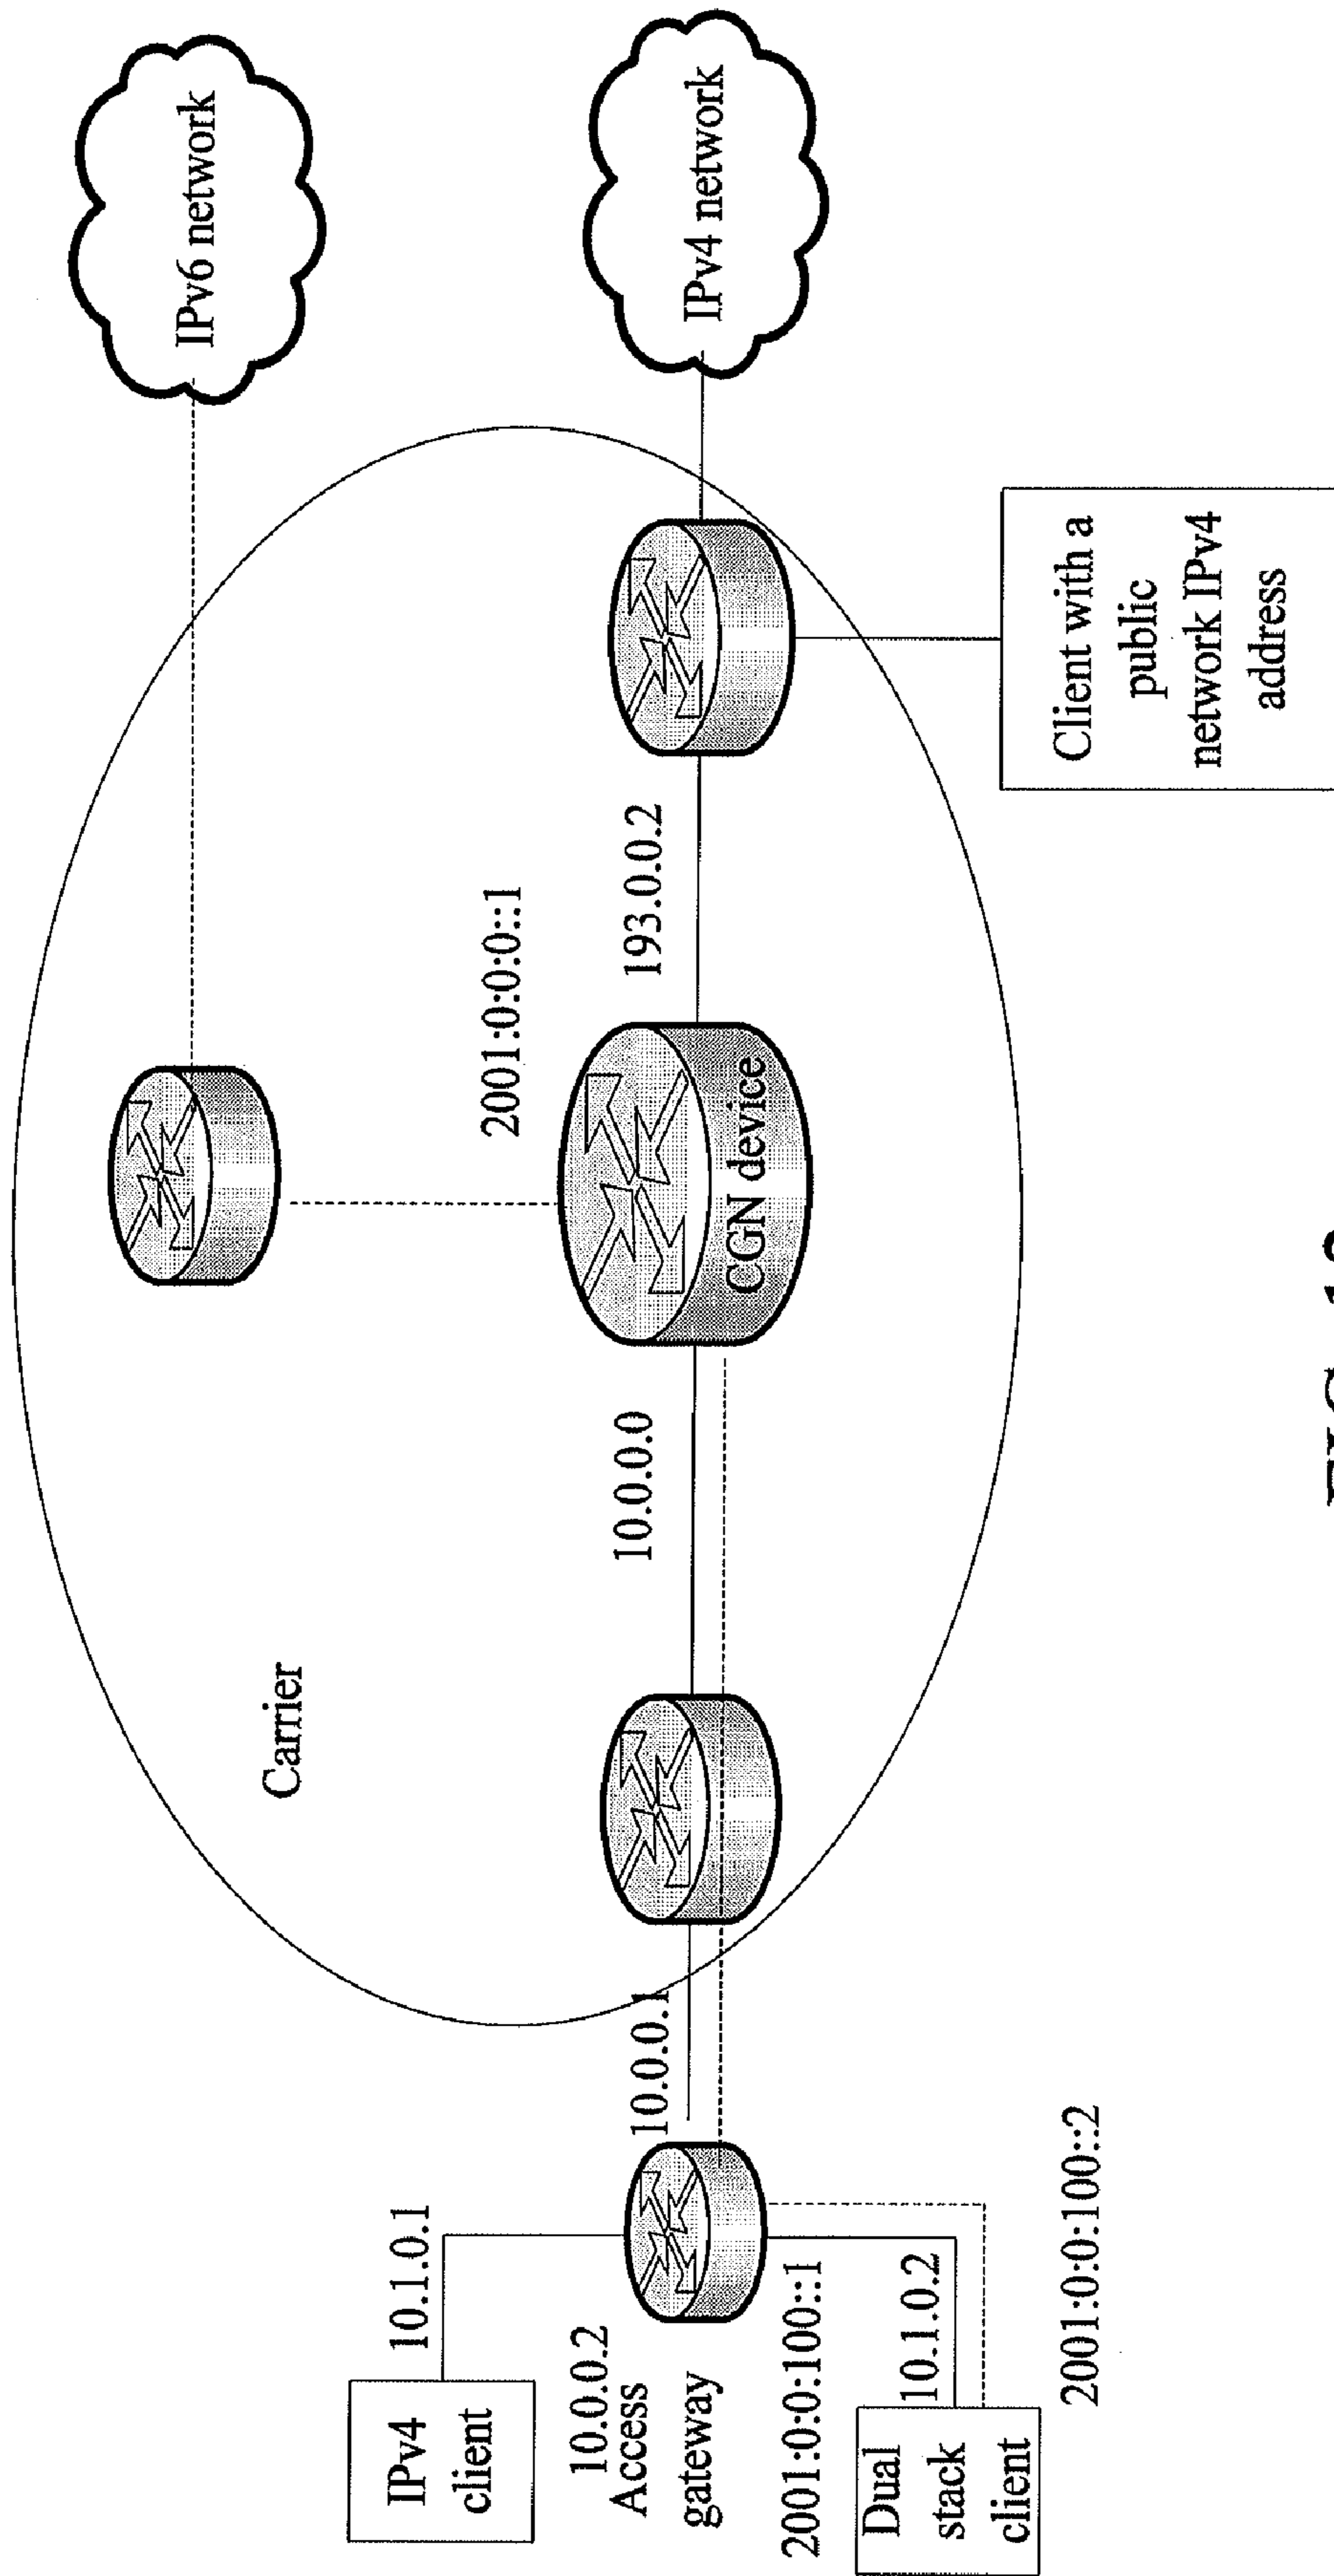 IPv6 network
IPv4 network
Carrier
2001:0:0:0::1
193.0.0.2
CGN device
10.0.0.0
10.0.0.1
IPv4
client
10.1.0.1
10.0.0.2
Access
gateway
2001:0:0:100::1
10.1.0.2
Dual
stack
client
2001:0:0:100::2
Client with a
public
network IPv4
address